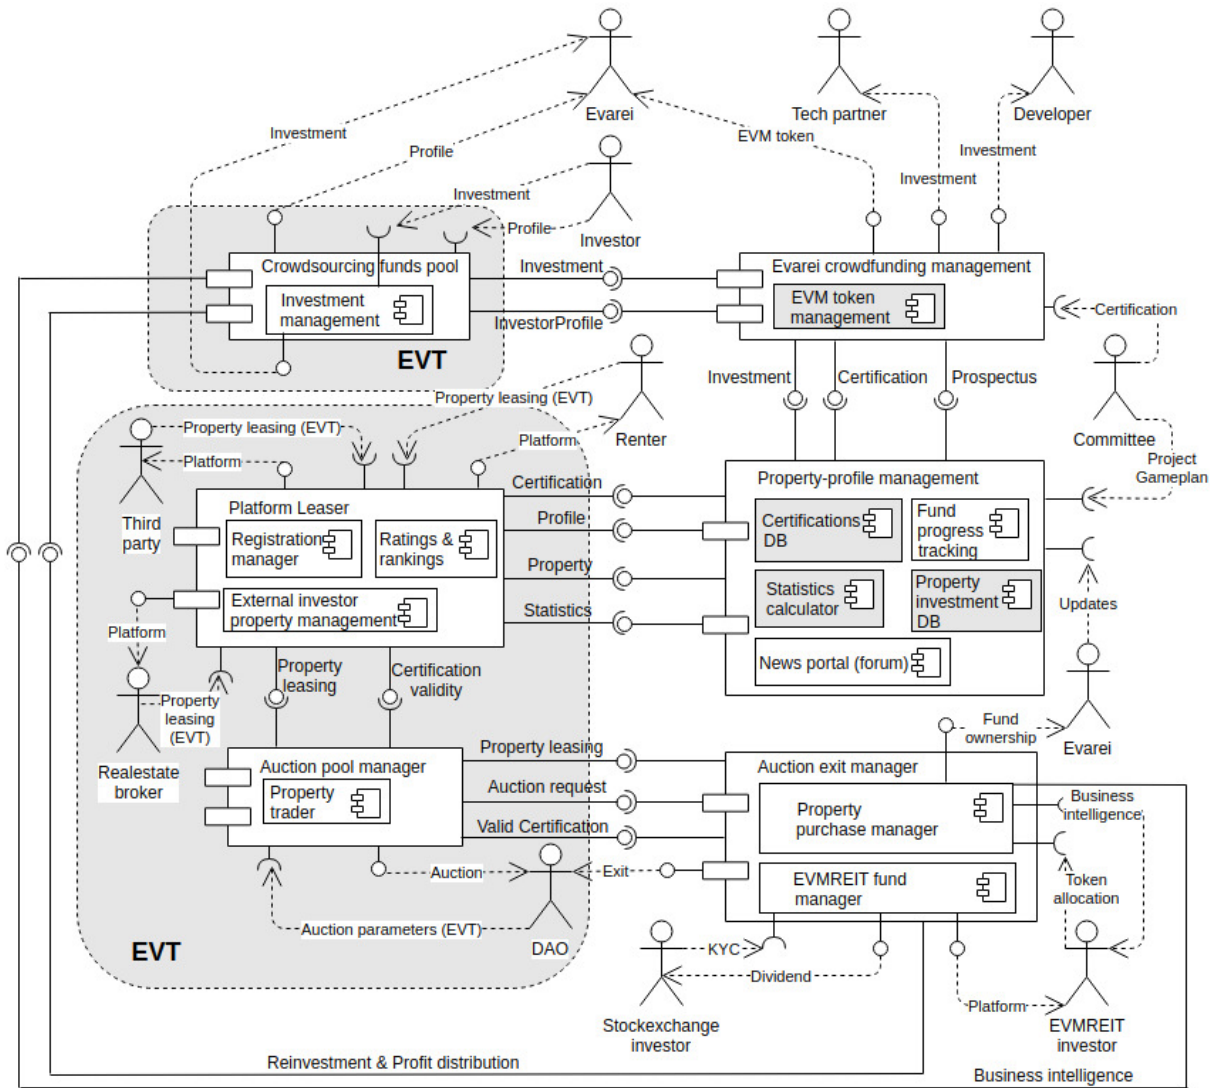 Evarei
Tech partner
Developer
Investment
Profile
EVM token
Investment
Investment
Investment
Profile
Investor
Crowdsourcing funds pool
Investment
management
EVT
Investment
InvestorProfile
Evarei crowdfunding management
EVM token
management
Certification
Investment
Certification
Prospectus
Committee
Project
Gameplan
Property leasing (EVT)
Renter
Platform
Property leasing (EVT)
Platform
Third
party
Platform Leaser
Registration
manager
Ratings &
rankings
External investor
property management
Certification
Profile
Property
Statistics
Property-profile management
Certifications
DB
Fund
progress
tracking
Statistics
calculator
Property
investment
DB
News portal (forum)
Updates
Evarei
Platform
Property
leasing
(EVT)
Realestate
broker
Property
leasing
Certification
validity
Auction pool manager
Property
trader
Property leasing
Auction request
Valid Certification
Auction exit manager
Fund
ownership
Property
purchase manager
Business
intelligence
EVMREIT fund
manager
Token
allocation
Auction
Exit
Auction parameters (EVT)
DAO
EVT
KYC
Dividend
Stockexchange
investor
Platform
EVMREIT
investor
Reinvestment & Profit distribution
Business intelligence